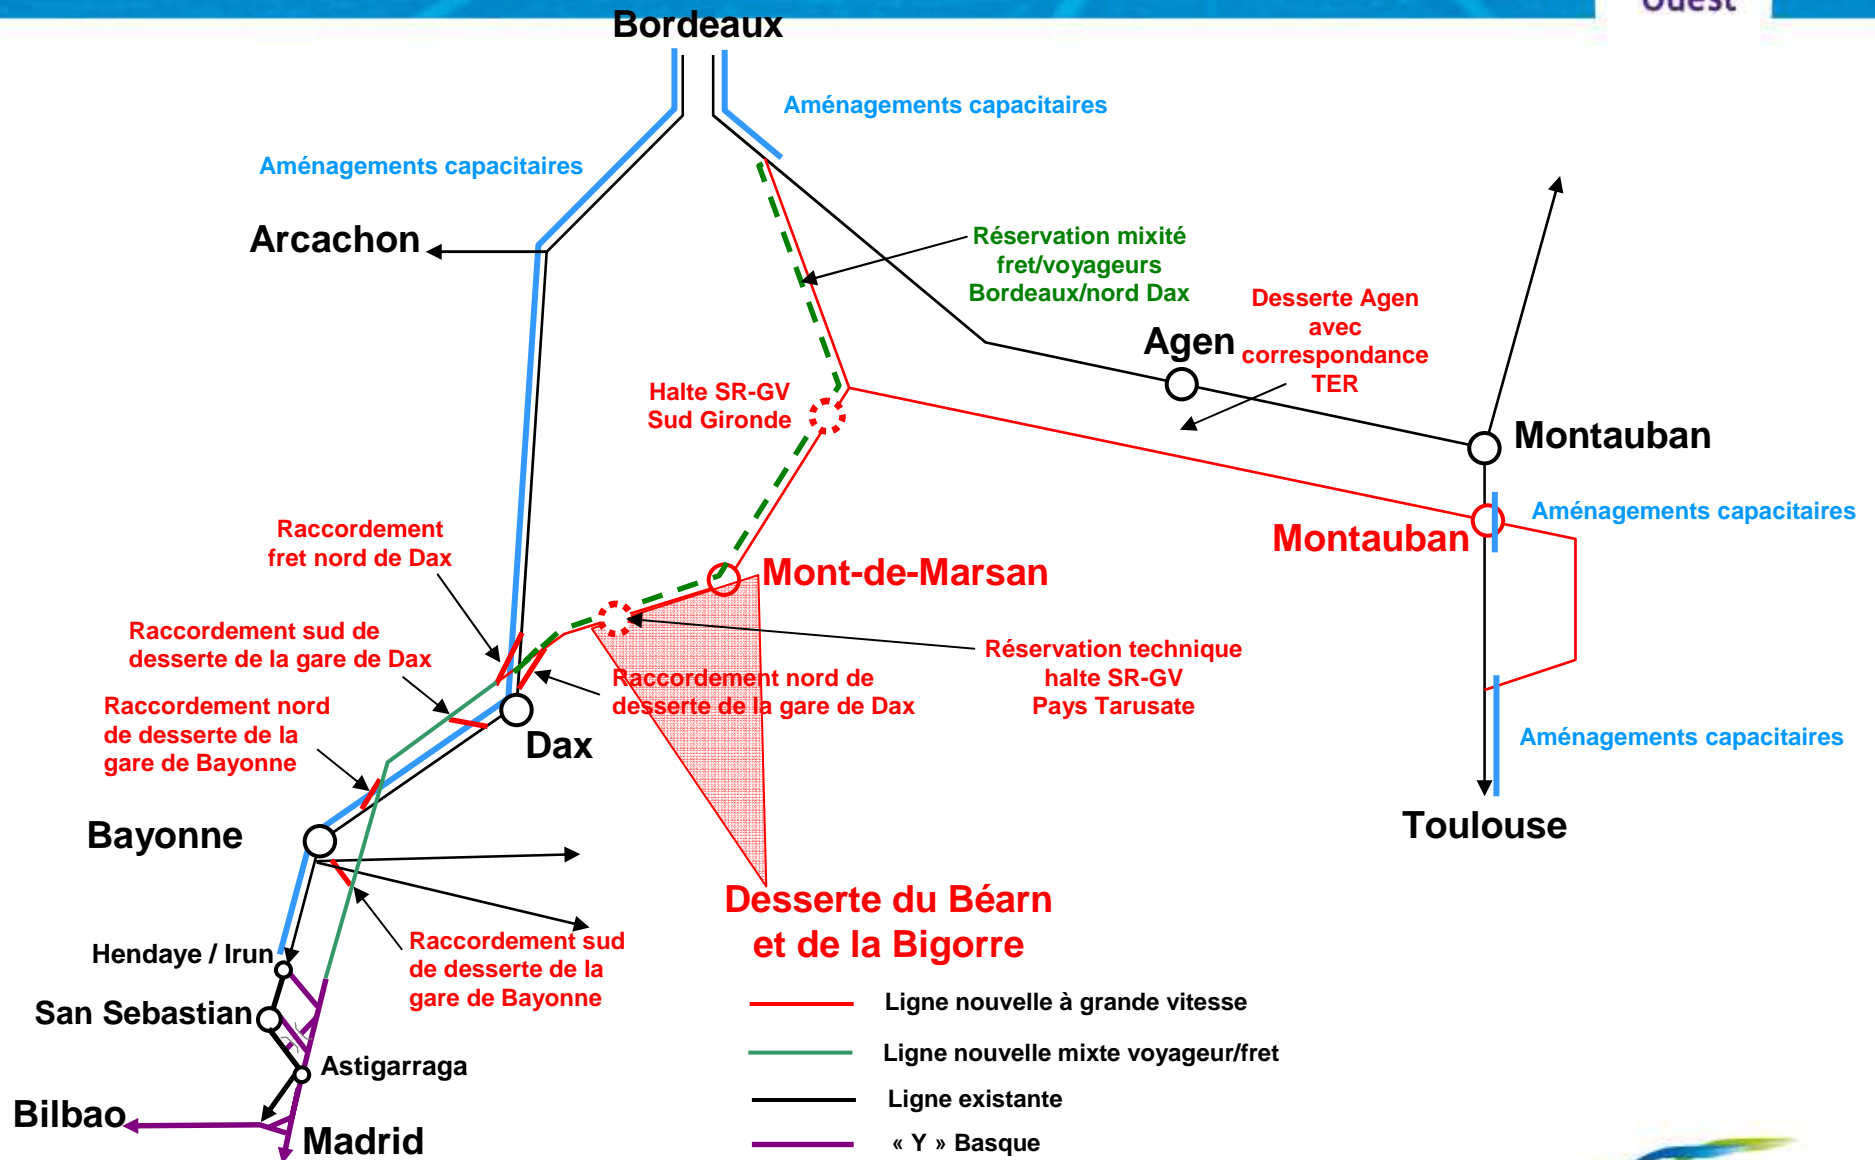 Ouest
Bordeaux
Aménagements capacitaires
Aménagements capacitaires
Arcachon
Réservation mixité
fret/voyageurs
Bordeaux/nord Dax
Desserte Agen
avec
correspondance
TER
Agen
Halte SR-GV
Sud Gironde
Montauban
Aménagements capacitaires
Montauban
Raccordement
fret nord de Dax
Mont-de-Marsan
Raccordement sud de
desserte de la gare de Dax
Réservation technique
halte SR-GV
Pays Tarusate
Raccordement nord de
desserte de la gare de Dax
Raccordement nord
de desserte de la
gare de Bayonne
Dax
Aménagements capacitaires
Bayonne
Toulouse
Desserte du Béarn
et de la Bigorre
Raccordement sud
de desserte de la
gare de Bayonne
Hendaye / Irun
San Sebastian
Astigarraga
Bilbao
Madrid
Ligne nouvelle à grande vitesse
Ligne nouvelle mixte voyageur/fret
Ligne existante
« Y » Basque